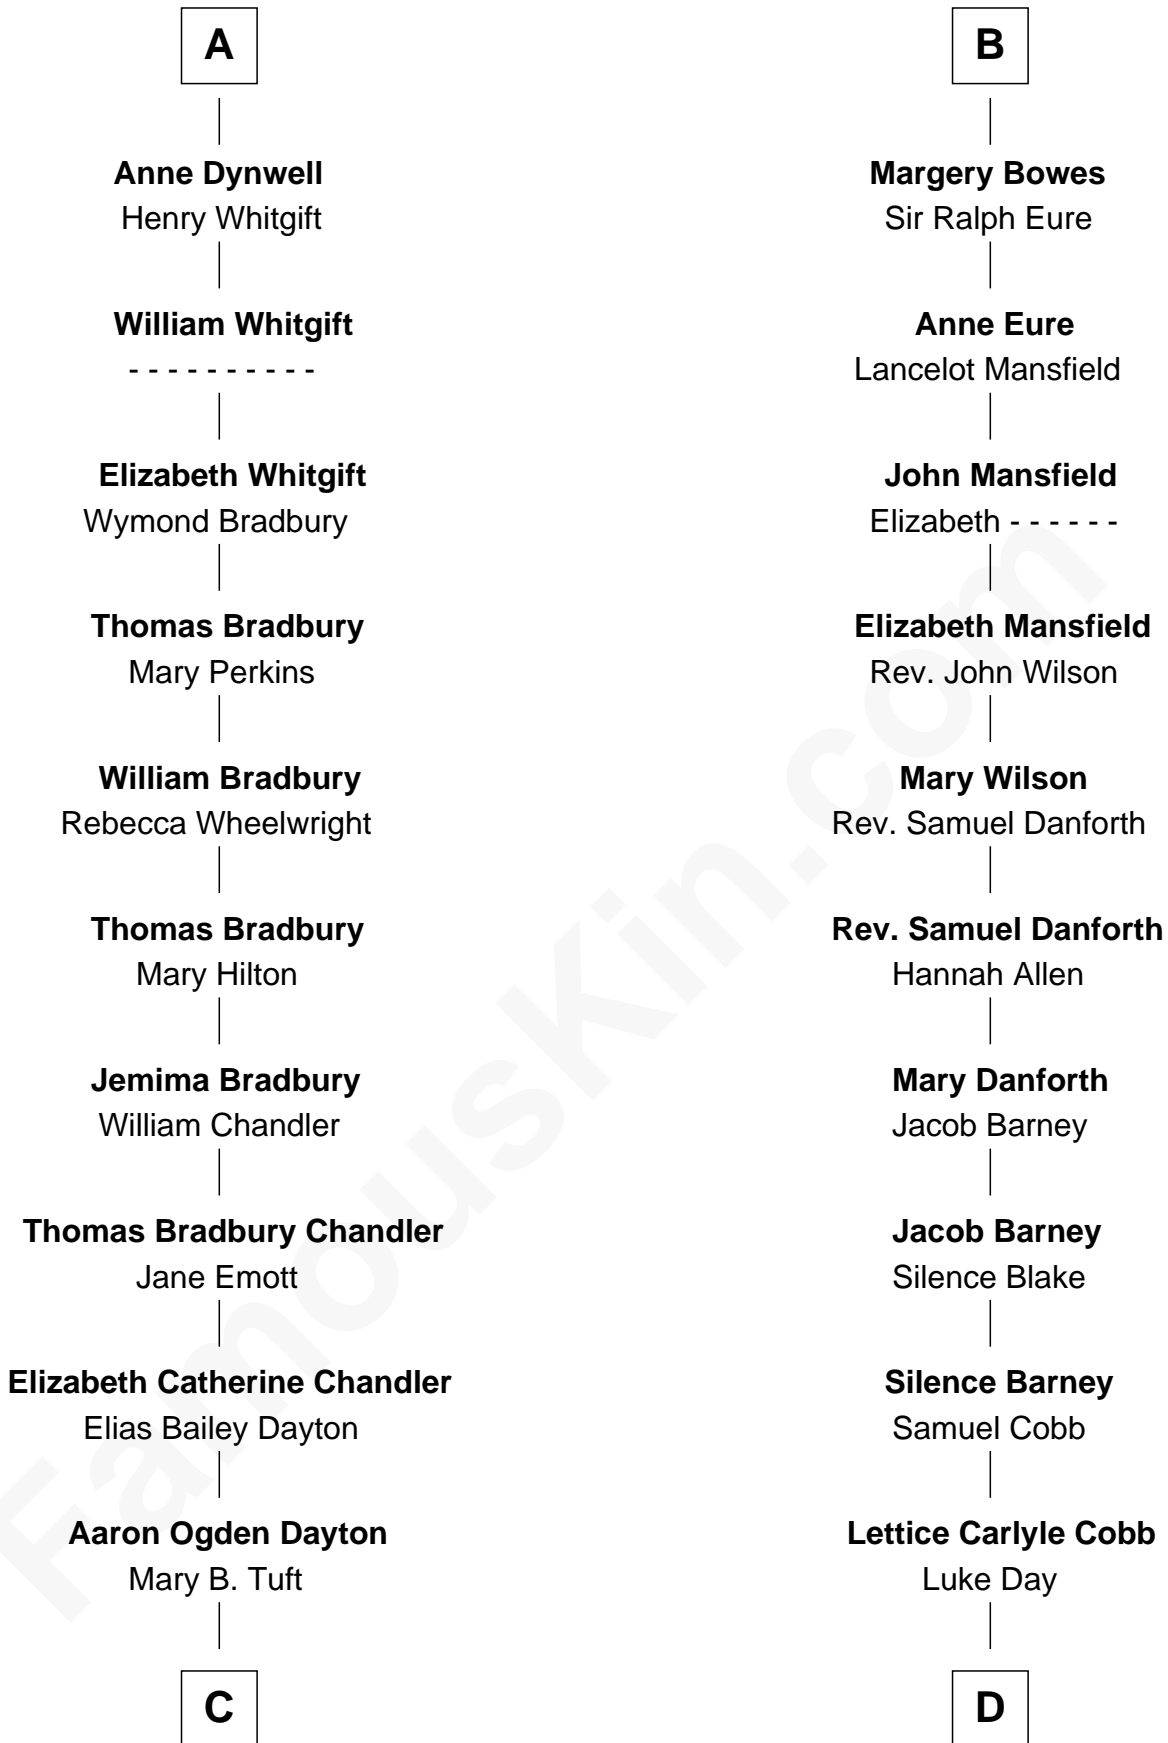 A
Anne Dynwell
Henry Whitgift
William Whitgift
- - - - - - - - - -
Elizabeth Whitgift
Wymond Bradbury
Thomas Bradbury
Mary Perkins
William Bradbury
Rebecca Wheelwright
Thomas Bradbury
Mary Hilton
Jemima Bradbury
William Chandler
Thomas Bradbury Chandler
Jane Emott
Elizabeth Catherine Chandler
Elias Bailey Dayton
Aaron Ogden Dayton
Mary B. Tuft
C
B
Margery Bowes
Sir Ralph Eure
Anne Eure
Lancelot Mansfield
John Mansfield
Elizabeth - - - - - -
Elizabeth Mansfield
Rev. John Wilson
Mary Wilson
Rev. Samuel Danforth
Rev. Samuel Danforth
Hannah Allen
Mary Danforth
Jacob Barney
Jacob Barney
Silence Blake
Silence Barney
Samuel Cobb
Lettice Carlyle Cobb
Luke Day
D
FamousKin.com